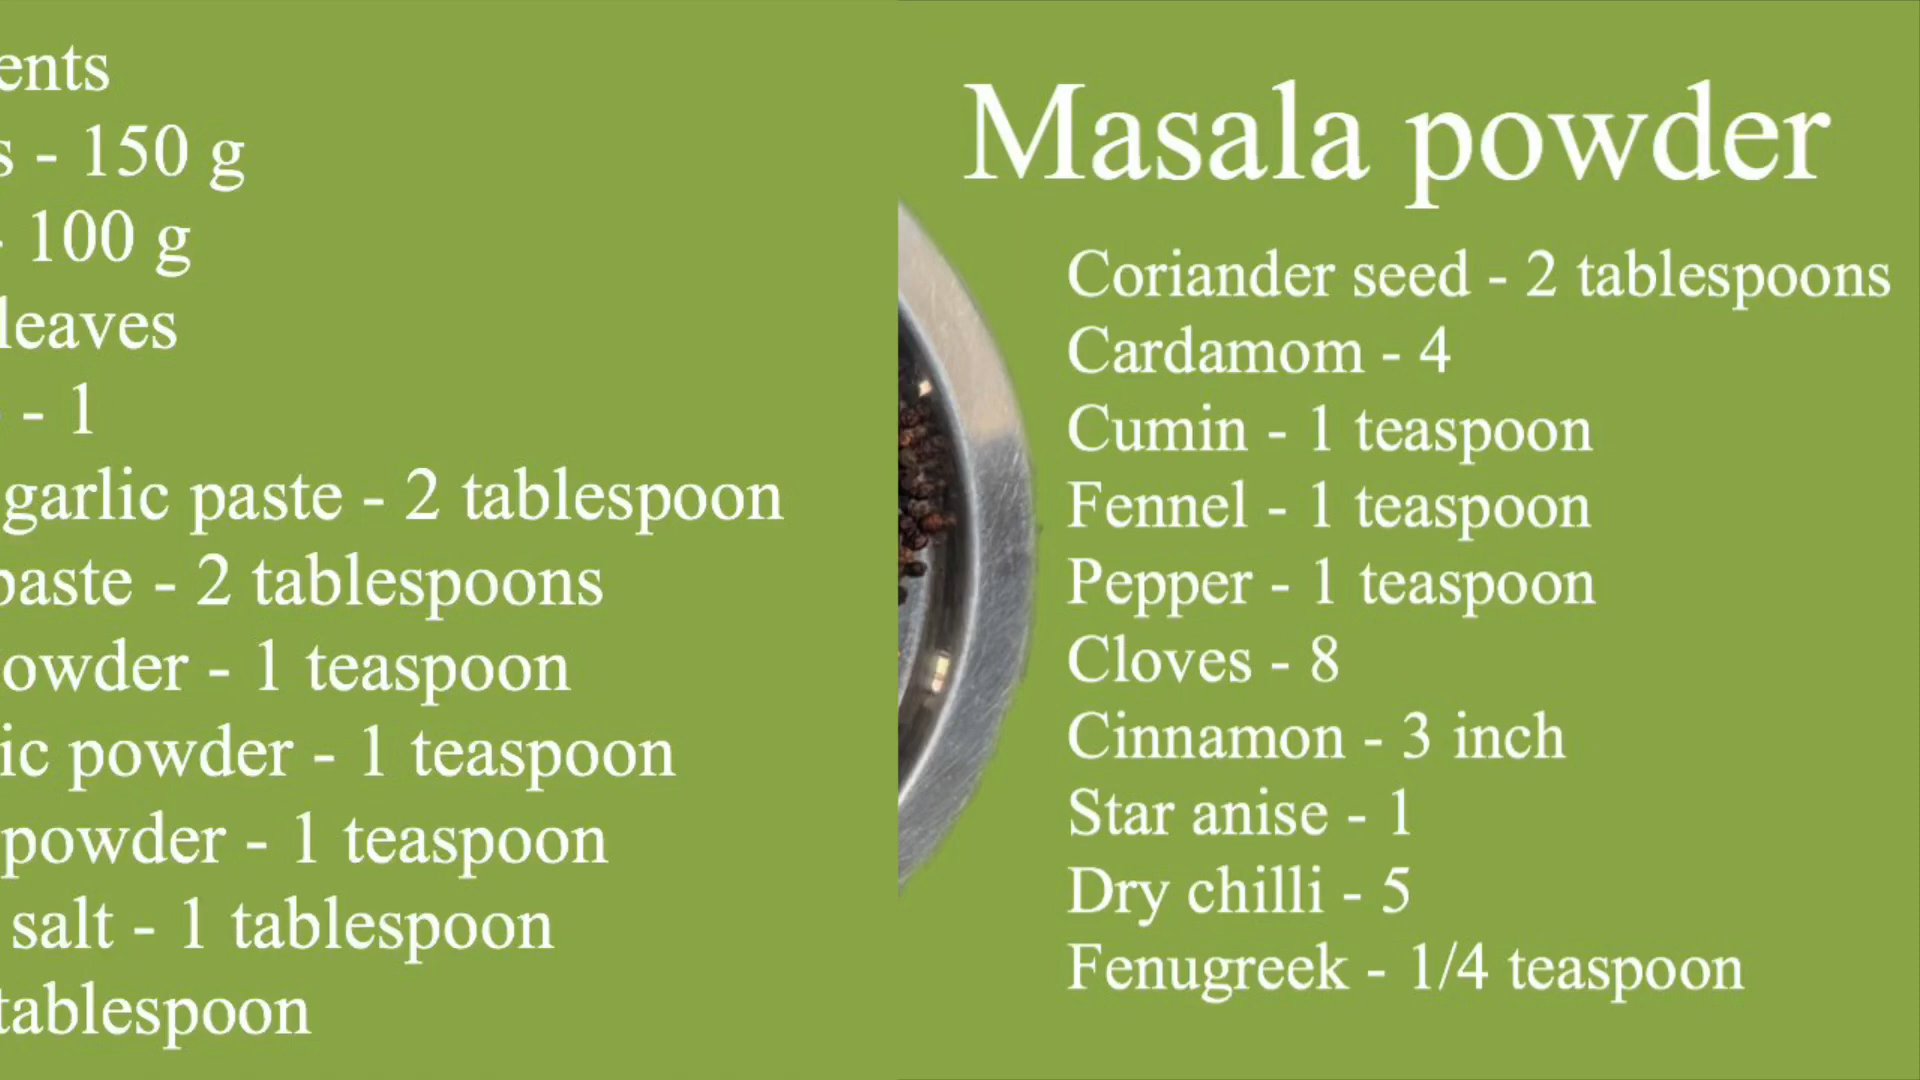 ents
s - 150 g
- 100 g
leaves
- 1
garlic paste - 2 tablespoon
paste - 2 tablespoons
owder - 1 teaspoon
ic powder - 1 teaspoon
powder - 1 teaspoon
salt - 1 tablespoon
tablespoon
Masala powder
Coriander seed - 2 tablespoons
Cardamom - 4
Cumin - 1 teaspoon
Fennel - 1 teaspoon
Pepper - 1 teaspoon
Cloves - 8
Cinnamon - 3 inch
Star anise - 1
Dry chilli - 5
Fenugreek - 1/4 teaspoon